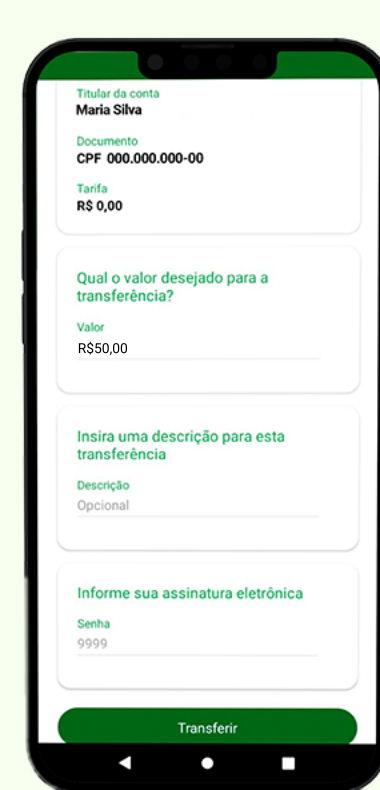 Titular da conta
Maria Silva
Documento
CPF 000.000.000-00
Tarifa
R$ 0,00
Qual o valor desejado para a
transferência?
Valor
R$50,00
Insira uma descrição para esta
transferência
Descrição
Opcional
Informe sua assinatura eletrônica
Senha
9999
Transferir